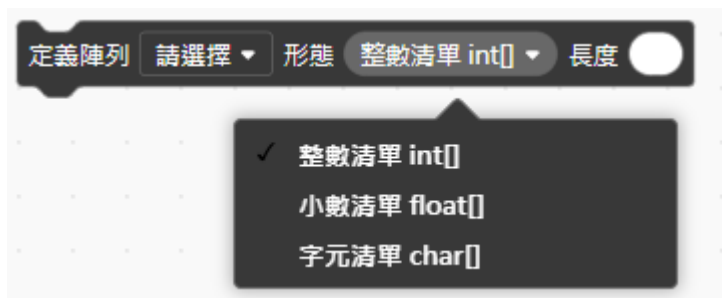 定義陣列 請選擇 形態 整數清單 int[] 長度
整數清單 int[]
小數清單 float[]
字元清單 char[]